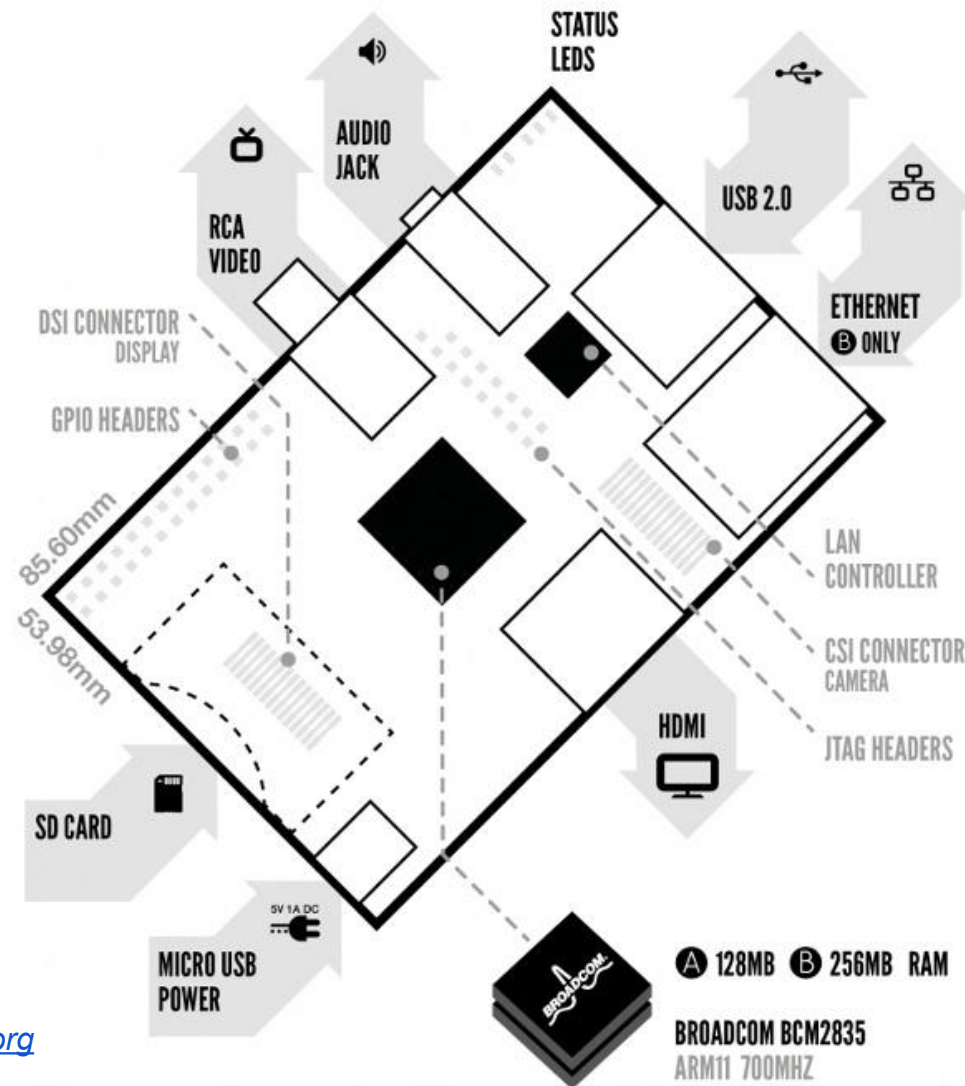 STATUS
LEDS
AUDIO
JACK
USB 2.0
RCA
VIDEO
ETHERNET
B ONLY
DSI CONNECTOR
DISPLAY
GPIO HEADERS
85.60mm
53.98mm
LAN
CONTROLLER
CSI CONNECTOR
CAMERA
JTAG HEADERS
HDMI
SD CARD
5V 1A DC
MICRO USB
POWER
BROADCOM.
A 128MB B 256MB RAM
BROADCOM BCM2835
ARM11 700MHZ
org